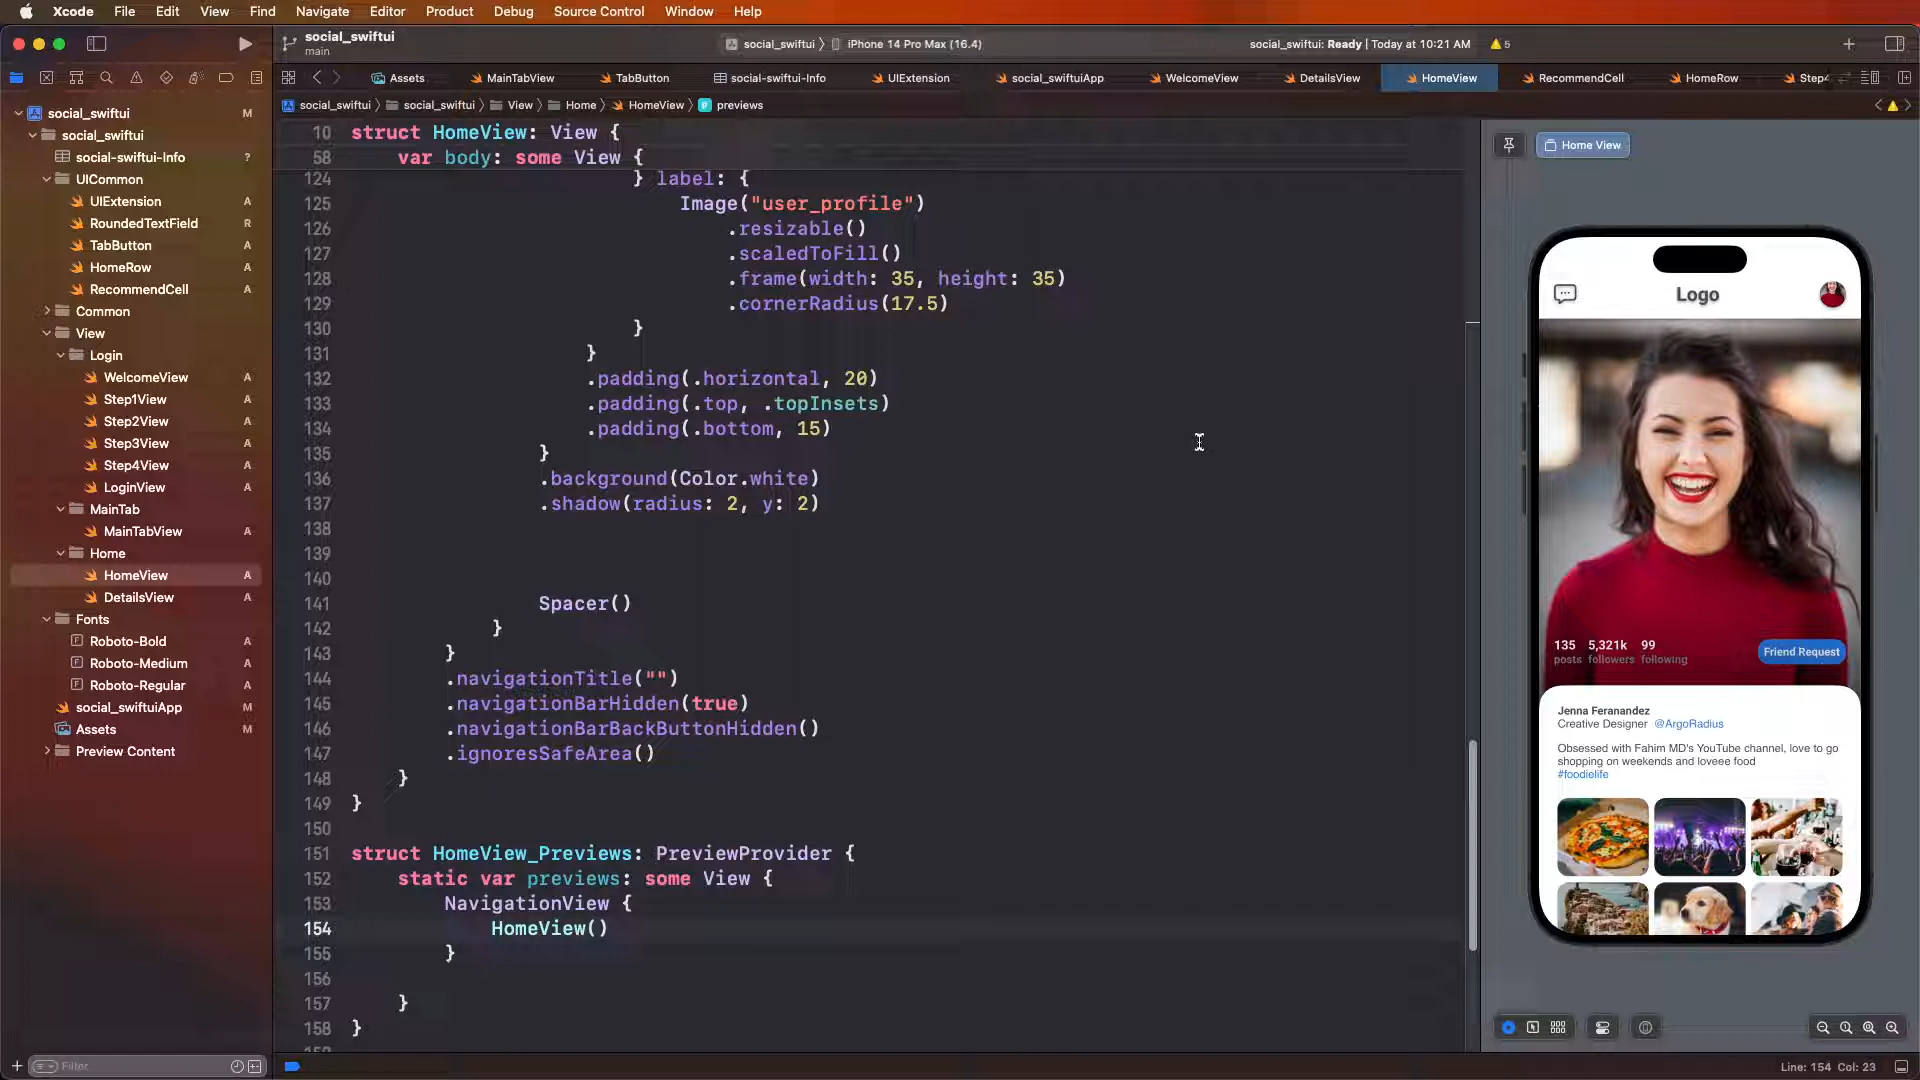 Xcode File Edit View Find Navigate Editor Product Debug Source Control Window Help
social_swiftui
main
social_swiftui iPhone 14 Pro Max (16.4)
social_swiftui: Ready | Today at 10:21 AM 5
Assets MainTabView TabButton social-swiftui-Info UIExtension social_swiftuiApp WelcomeView DetailsView HomeView RecommendCell HomeRow Step4
social_swiftui social_swiftui View Home HomeView previews
social_swiftui M
social_swiftui
social-swiftui-Info ?
UICommon
UIExtension A
RoundedTextField R
TabButton A
HomeRow A
RecommendCell A
Common
View
Login
WelcomeView A
Step1View A
Step2View A
Step3View A
Step4View A
LoginView A
MainTab
MainTabView A
Home
HomeView A
DetailsView A
Fonts
Roboto-Bold A
Roboto-Medium A
Roboto-Regular A
social_swiftuiApp M
Assets M
Preview Content
Filter
10 struct HomeView: View {
58 var body: some View {
124 } label: {
125 Image("user_profile")
126 .resizable()
127 .scaledToFill()
128 .frame(width: 35, height: 35)
129 .cornerRadius(17.5)
130 }
131 }
132 .padding(.horizontal, 20)
133 .padding(.top, .topInsets)
134 .padding(.bottom, 15)
135 }
136 .background(Color.white)
137 .shadow(radius: 2, y: 2)
138
139
140
141 Spacer()
142 }
143 }
144 .navigationTitle("")
145 .navigationBarHidden(true)
146 .navigationBarBackButtonHidden()
147 .ignoresSafeArea()
148 }
149 }
150
151 struct HomeView_Previews: PreviewProvider {
152 static var previews: some View {
153 NavigationView {
154 HomeView()
155 }
156
157 }
158 }
Home View
Logo
135 5,321k 99
posts followers following
Friend Request
Jenna Feranandez
Creative Designer @ArgoRadius
Obsessed with Fahim MD's YouTube channel, love to go
shopping on weekends and loveee food
#foodielife
Line: 154 Col: 23